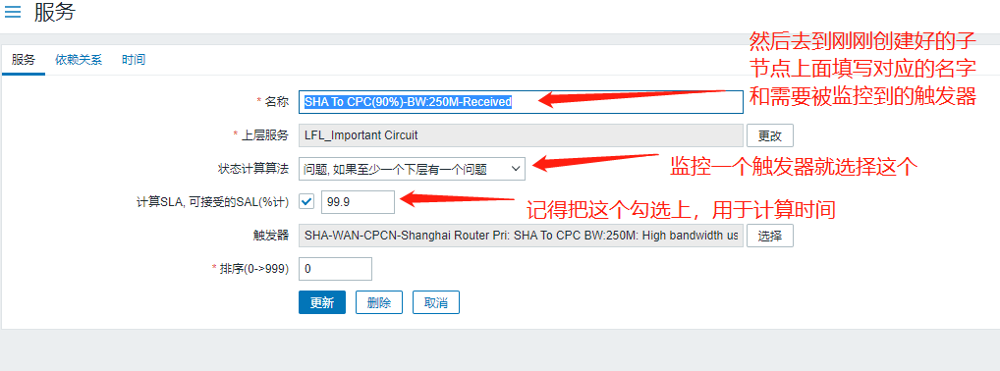 服务
然后去到刚刚创建好的子
节点上面填写对应的名字
和需要被监控到的触发器
服务 依赖关系 时间
* 名称 SHA To CPC(90%)-BW:250M-Received
* 上层服务 LFL_Important Circuit 更改
状态计算算法 问题, 如果至少一个下层有一个问题
监控一个触发器就选择这个
计算SLA, 可接受的SAL(%计) 99.9
记得把这个勾选上，用于计算时间
触发器 SHA-WAN-CPCN-Shanghai Router Pri: SHA To CPC BW:250M: High bandwidth us 选择
* 排序(0->999) 0
更新 删除 取消